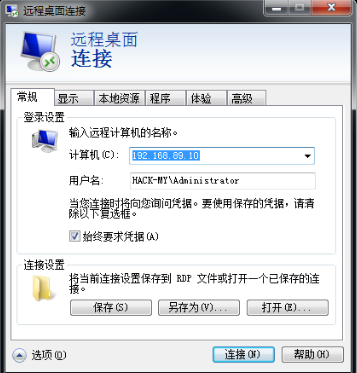 远程桌面连接
远程桌面
连接
常规 显示 本地资源 程序 体验 高级
登录设置
输入远程计算机的名称。
计算机(C): 192.168.89.10
用户名: HACK-MY\Administrator
当您连接时将向您询问凭据。要使用保存的凭据，请清
除以下复选框。
始终要求凭据(A)
连接设置
将当前连接设置保存到 RDP 文件或打开一个已保存的连
接。
保存(S) 另存为(V)... 打开(E)...
选项(O) 连接(N) 帮助(H)